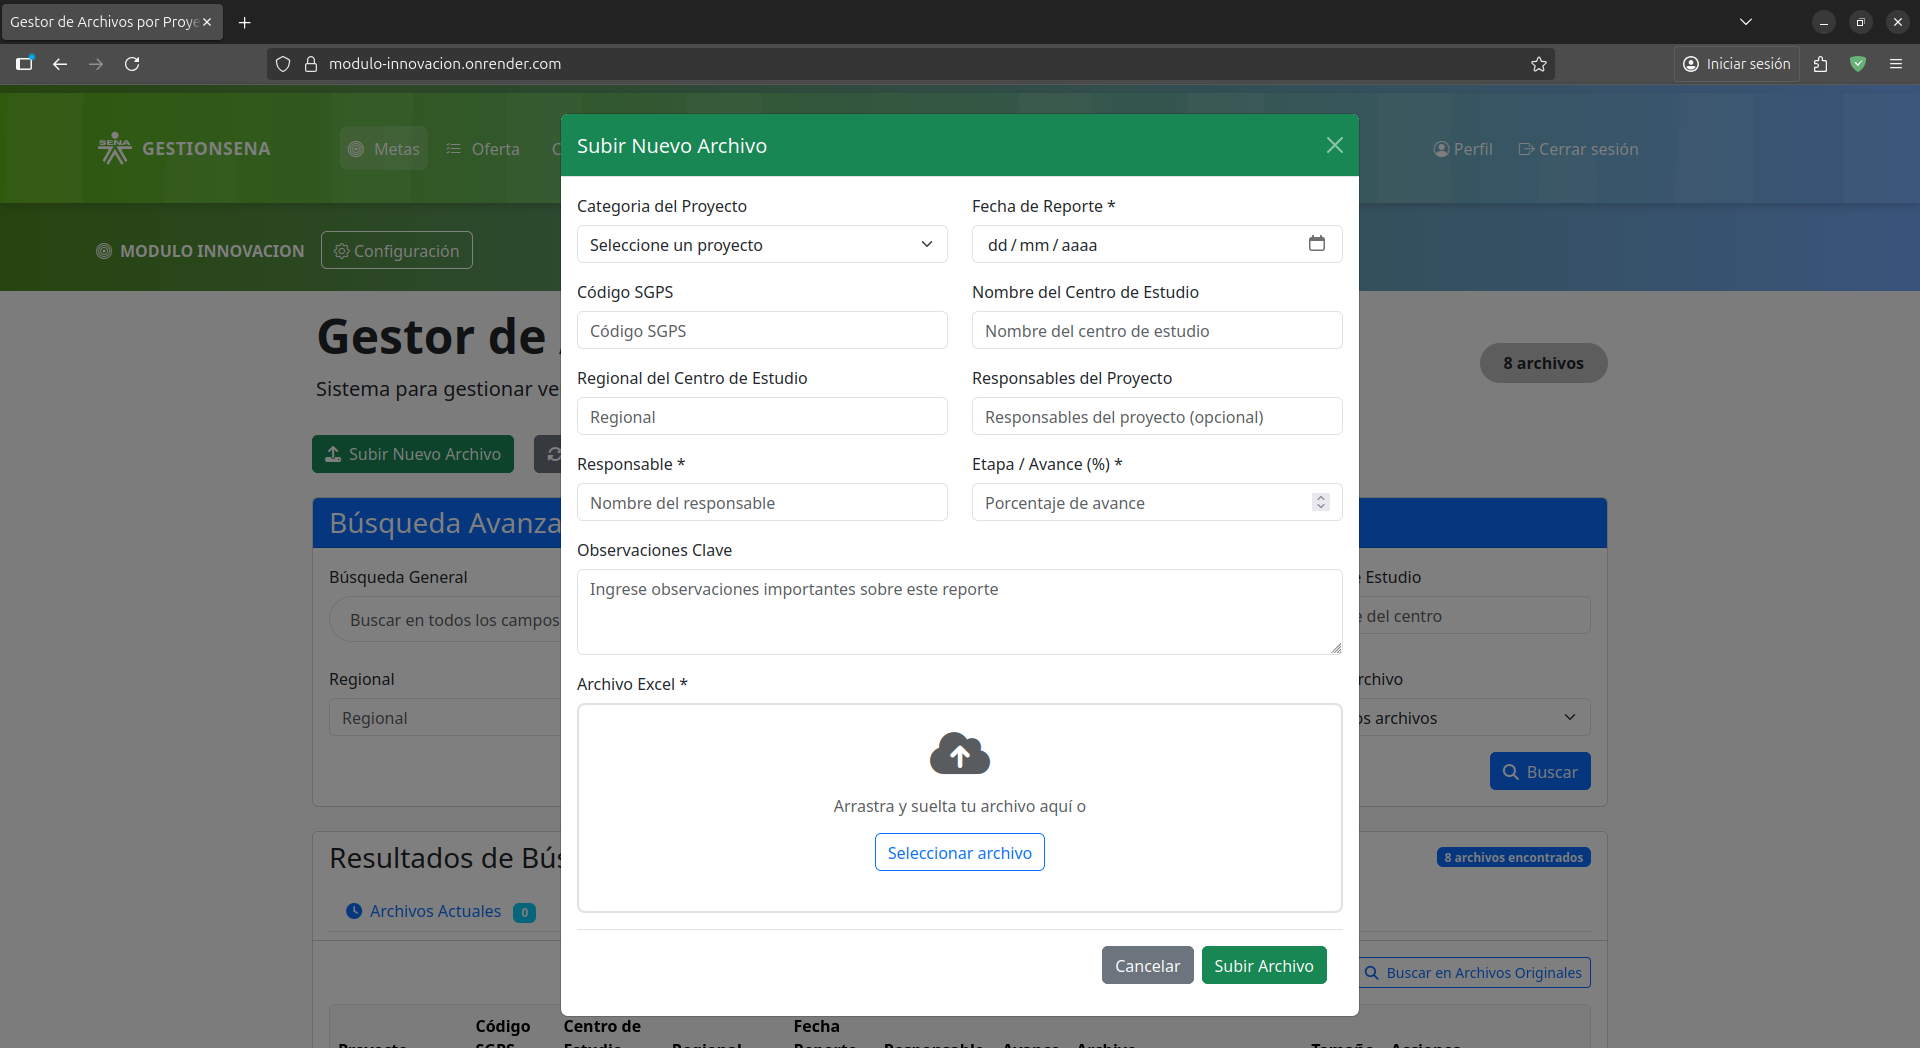 Gestor de Archivos por Proye
modulo-innovacion.onrender.com
Iniciar sesión
SENA
GESTIONSENA
Metas
Oferta
Perfil
Cerrar sesión
MODULO INNOVACION
Configuración
Gestor de
8 archivos
Sistema para gestionar ve
Subir Nuevo Archivo
Búsqueda Avanza
Búsqueda General
Buscar en todos los campos
Estudio
del centro
Regional
Regional
archivos
Buscar
Resultados de
8 archivos encontrados
Archivos Actuales
0
Buscar en Archivos Originales
Código
Centro de
Fecha
Subir Nuevo Archivo
Categoria del Proyecto
Fecha de Reporte *
Seleccione un proyecto
dd/mm/aaaa
Código SGPS
Nombre del Centro de Estudio
Código SGPS
Nombre del centro de estudio
Regional del Centro de Estudio
Responsables del Proyecto
Regional
Responsables del proyecto (opcional)
Responsable *
Etapa / Avance (%) *
Nombre del responsable
Porcentaje de avance
Observaciones Clave
Ingrese observaciones importantes sobre este reporte
Archivo Excel *
Arrastra y suelta tu archivo aquí o
Seleccionar archivo
Cancelar
Subir Archivo